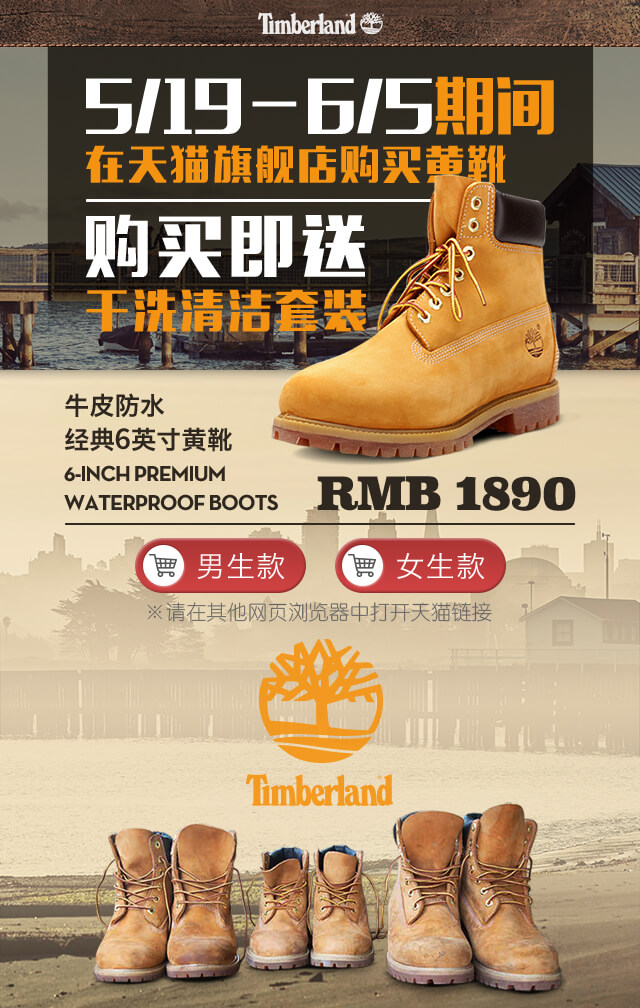 Timberland
5/19-6/5期间
在天猫旗舰店购买黄靴
购买即送
干洗清洁套装
牛皮防水
经典6英寸黄靴
6-INCH PREMIUM
WATERPROOF BOOTS
RMB 1890
男生款
女生款
※请在其他网页浏览器中打开天猫链接
Timberland